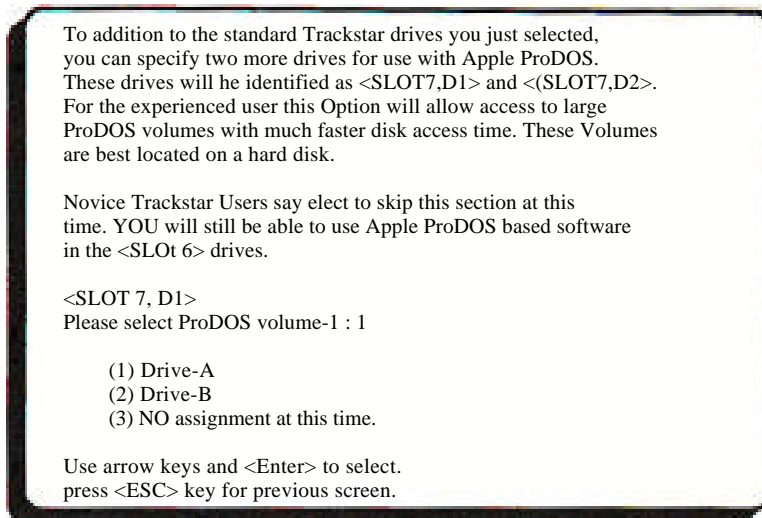 To addition to the standard Trackstar drives you just selected,
you can specify two more drives for use with Apple ProDOS.
These drives will he identified as <SLOT7,D1> and <(SLOT7,D2>.
For the experienced user this Option will allow access to large
ProDOS volumes with much faster disk access time. These Volumes
are best located on a hard disk.
Novice Trackstar Users say elect to skip this section at this
time. YOU will still be able to use Apple ProDOS based software
in the <SLOt 6> drives.
<SLOT 7, D1>
Please select ProDOS volume-1 : 1
(1) Drive-A
(2) Drive-B
(3) NO assignment at this time.
Use arrow keys and <Enter> to select.
press <ESC> key for previous screen.